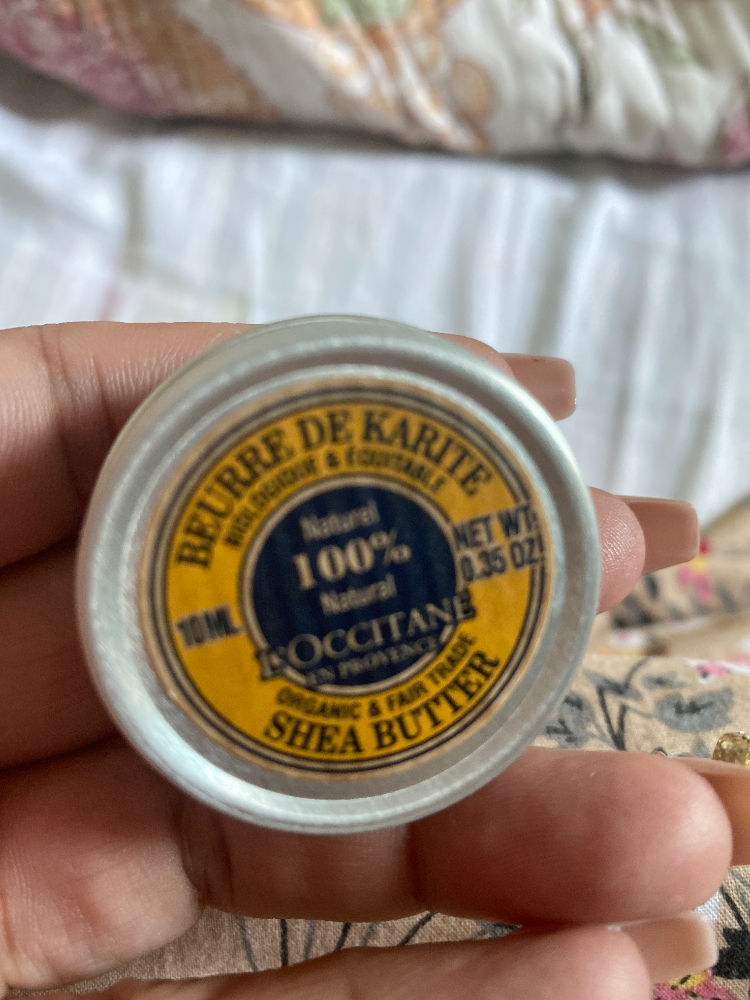 BEURRE DE KARITE
BIOLOGIQUE & ÉQUITABLE
Natural
100%
Natural
NET WT.
0.35 OZ.
10ML
L'OCCITANE
EN PROVENCE
ORGANIC & FAIR TRADE
SHEA BUTTER